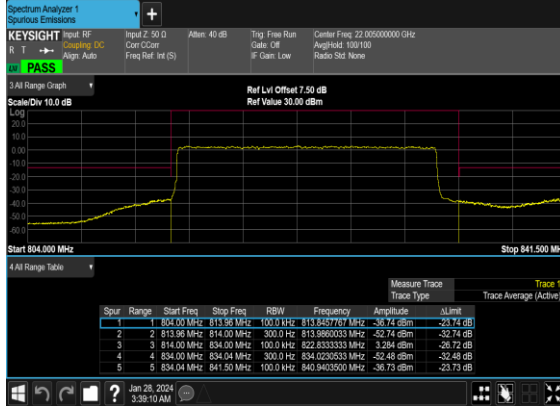 Spectrum Analyzer 1
Spurious Emissions
+
KEYSIGHT Input: RF Input Z: 50 Ω Atten: 40 dB Trig: Free Run Center Freq: 22.005000000 GHz
R T Coupling: DC Corr CCorr Gate: Off Avg|Hold: 100/100
Align: Auto Freq Ref: Int (S) IF Gain: Low Radio Std: None
PASS
3 All Range Graph
Ref Lvl Offset 7.50 dB
Scale/Div 10.0 dB Ref Value 30.00 dBm
Log
20.0
10.0
0.00
-10.0
-20.0
-30.0
-40.0
-50.0
-60.0
Start 804.000 MHz Stop 841.500 MH
4 All Range Table
Measure Trace Trace 1
Trace Type Trace Average (Active)
Spur Range Start Freq Stop Freq RBW Frequency Amplitude ΔLimit
1 1 804.00 MHz 813.96 MHz 100.0 kHz 813.8457767 MHz -36.74 dBm -23.74 dB
2 2 813.96 MHz 814.00 MHz 300.0 Hz 813.9860033 MHz -52.74 dBm -32.74 dB
3 3 814.00 MHz 834.00 MHz 100.0 kHz 822.8333333 MHz 3.284 dBm -26.72 dB
4 4 834.00 MHz 834.04 MHz 300.0 Hz 834.0230533 MHz -52.48 dBm -32.48 dB
5 5 834.04 MHz 841.50 MHz 100.0 kHz 840.9403500 MHz -36.73 dBm -23.73 dB
?
Jan 28, 2024
3:39:10 AM